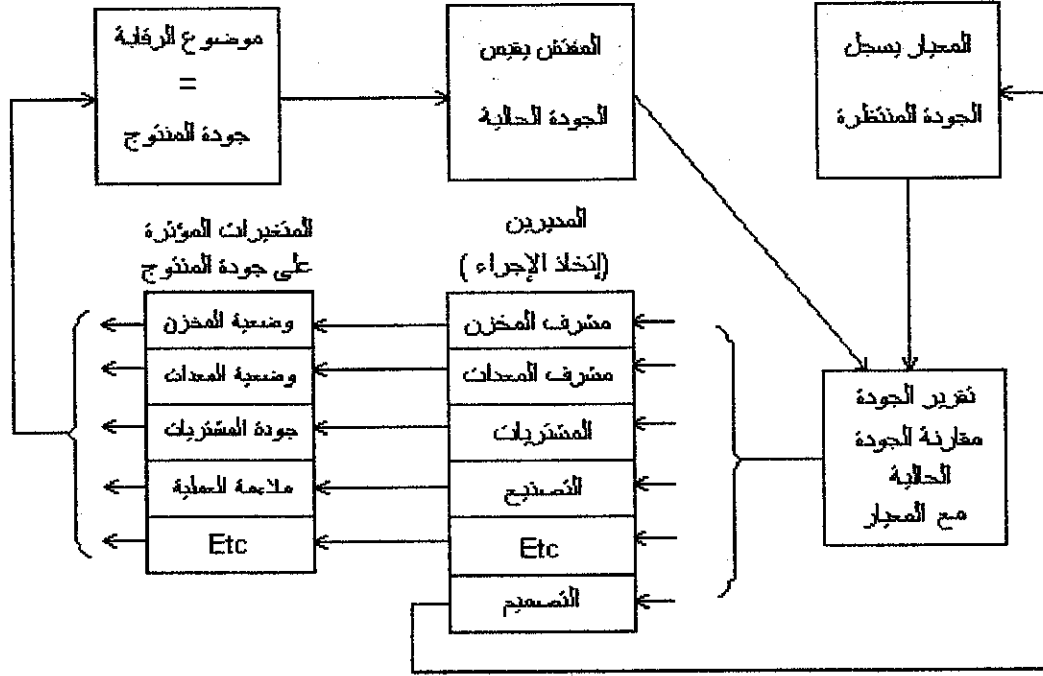 المعيار يسجل
الجودة المنتظرة
المفتش يقيس
الجودة الحالية
موضوع الرقابة
=
جودة المنتوج
المديرين
(إتخاذ الإجراء )
المتغيرات المؤثرة
على جودة المنتوج
مشرف المخزن
وضعية المخزن
مشرف المعدات
وضعية المعدات
المشتريات
جودة المشتريات
التصنيع
ملاءمة العملية
Etc
Etc
التصميم
تقرير الجودة
مقارنة الجودة
الحالية
مع المعيار